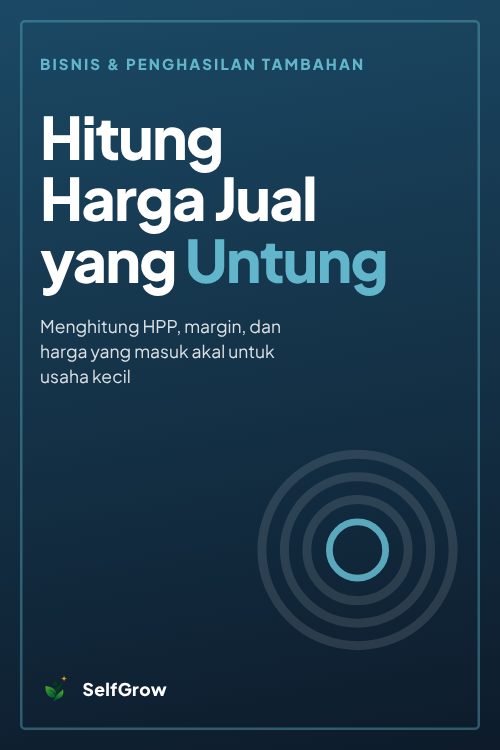 BISNIS & PENGHASILAN TAMBAHAN
Hitung
Harga Jual
yang Untung
Menghitung HPP, margin, dan
harga yang masuk akal untuk
usaha kecil
SelfGrow